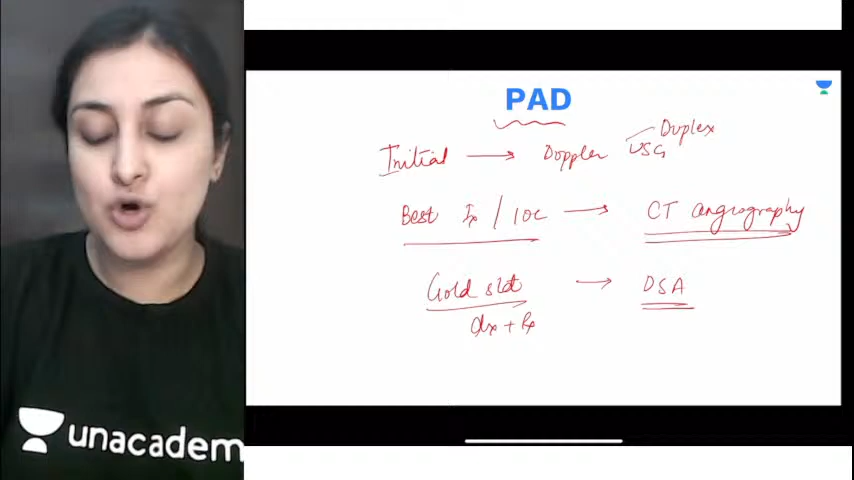 PAD
Duplex
Initial → Doppler USG
Best Ix / IOC → CT angiography
Gold std → DSA
dx + Rx
unacadem